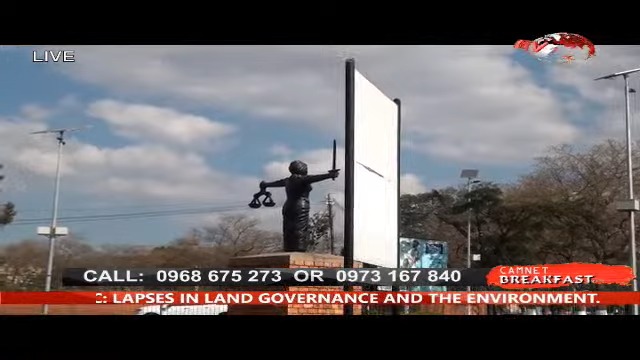 LIVE
CALL: 0968 675 273 OR 0973 167 840
CAMNET
BREAKFAST
: LAPSES IN LAND GOVERNANCE AND THE ENVIRONMENT.